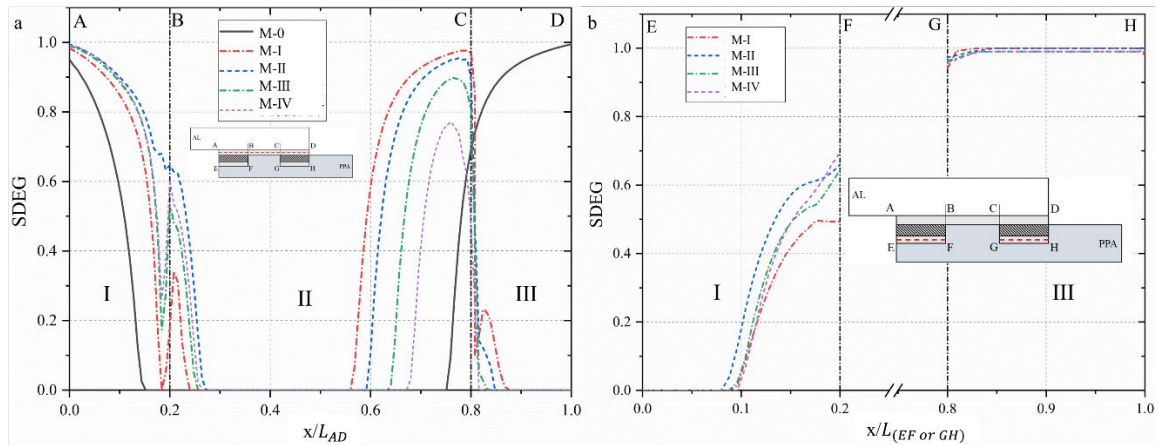 a
A
B
C
D
1.0
0.8
0.6
0.4
0.2
0.0
SDEG
M-0
M-I
M-II
M-III
M-IV
AL
A B C D
E F G H
PPA
I
II
III
0.0 0.2 0.4 0.6 0.8 1.0
x/L_{AD}
b
E
F
G
H
1.0
0.8
0.6
0.4
0.2
0.0
SDEG
M-I
M-II
M-III
M-IV
AL
A B C D
E F G H
PPA
I
III
0.0 0.1 0.2 0.8 0.9 1.0
x/L_{(EF or GH)}